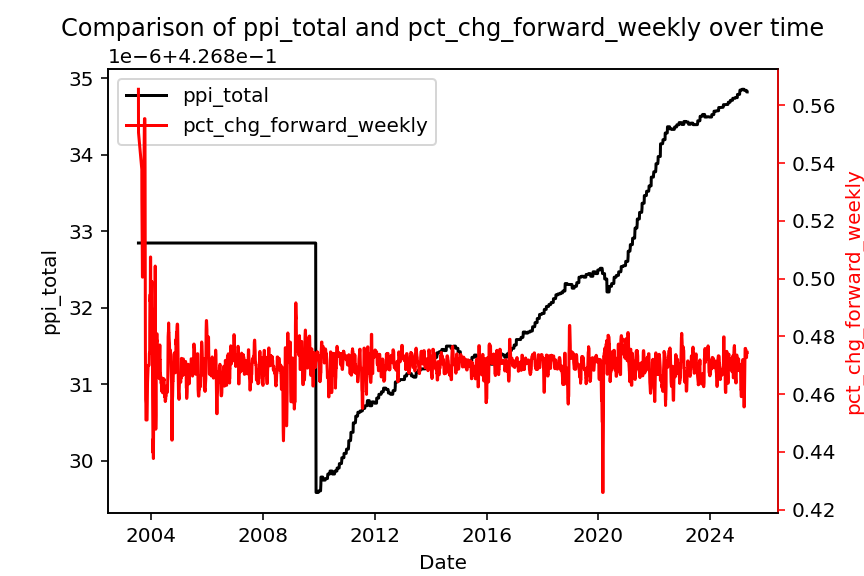 Comparison of ppi_total and pct_chg_forward_weekly over time
1e−6+4.268e−1
ppi_total
pct_chg_forward_weekly
35
34
33
32
31
30
ppi_total
0.56
0.54
0.52
0.50
0.48
0.46
0.44
0.42
pct_chg_forward_weekly
2004 2008 2012 2016 2020 2024
Date